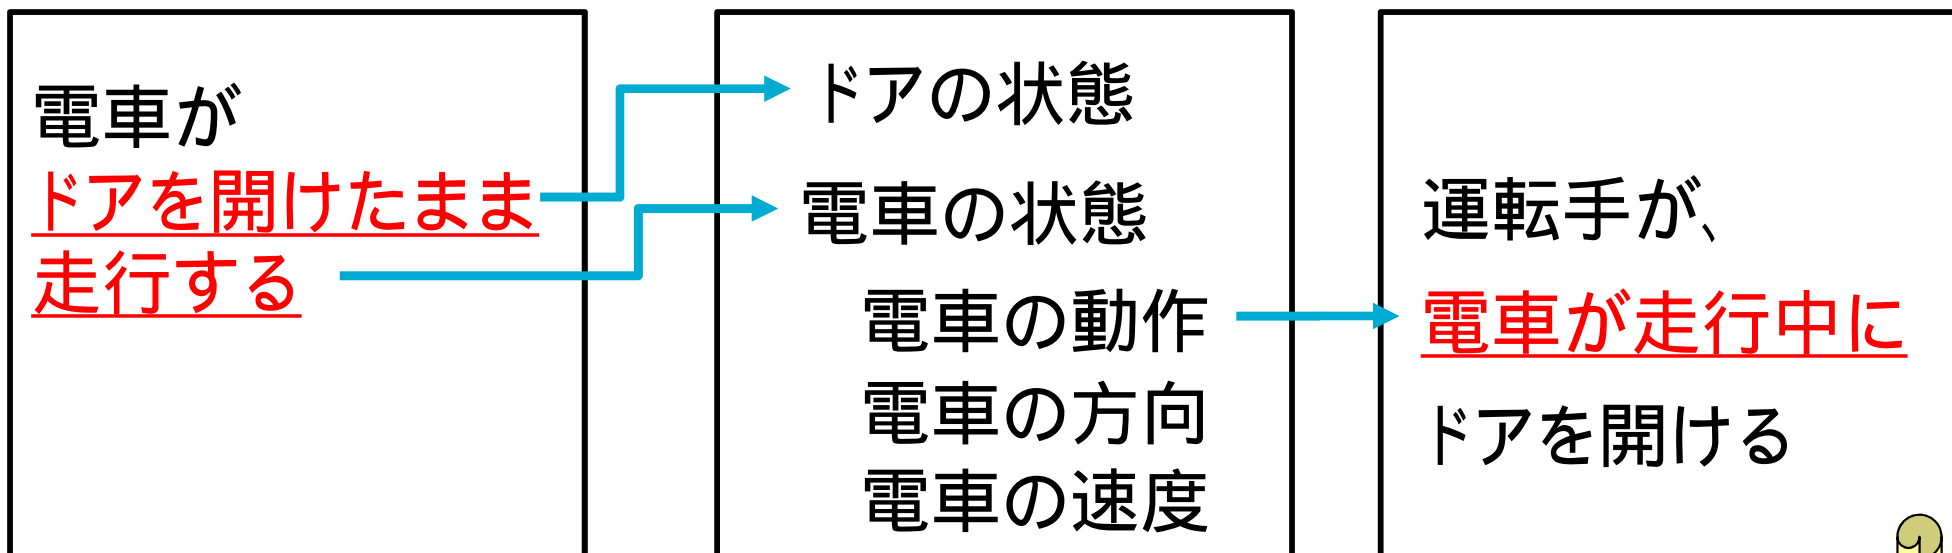 電車が
ドアを開けたまま
走行する
ドアの状態
電車の状態
電車の動作
電車の方向
電車の速度
運転手が、
電車が走行中に
ドアを開ける